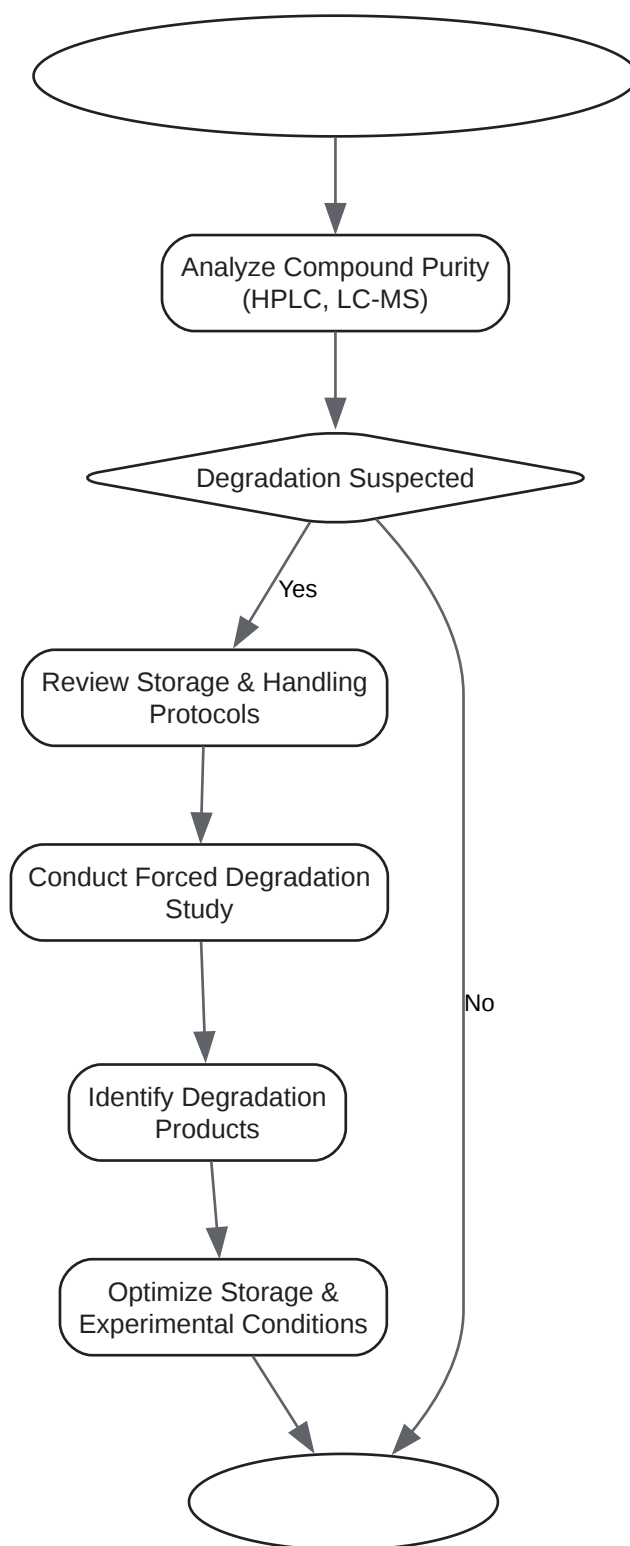 Analyze Compound Purity
(HPLC, LC-MS)
Degradation Suspected
Yes
Review Storage & Handling
Protocols
Conduct Forced Degradation
Study
No
Identify Degradation
Products
Optimize Storage &
Experimental Conditions